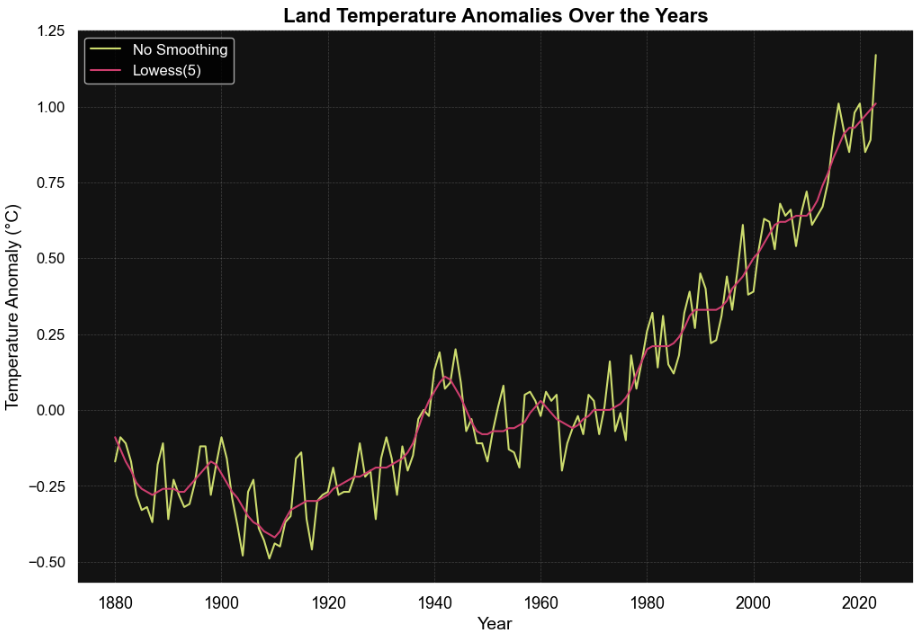 Land Temperature Anomalies Over the Years
1.25
1.00
0.75
0.50
0.25
0.00
−0.25
−0.50
Temperature Anomaly (°C)
No Smoothing
Lowess(5)
1880 1900 1920 1940 1960 1980 2000 2020
Year